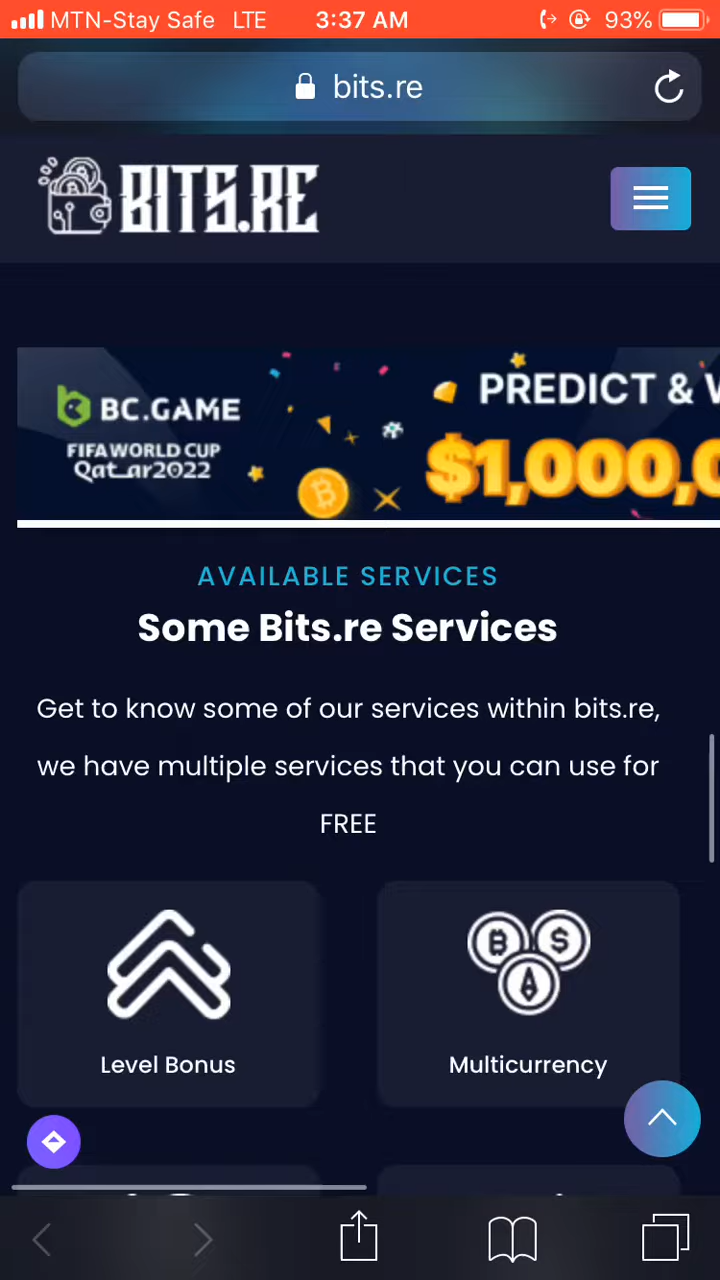 MTN-Stay Safe LTE 3:37 AM 93%
bits.re
BITS.RE
BC.GAME
FIFA WORLD CUP
Qatar2022
PREDICT & W
$1,000,0
AVAILABLE SERVICES
Some Bits.re Services
Get to know some of our services within bits.re,
we have multiple services that you can use for
FREE
Level Bonus
Multicurrency